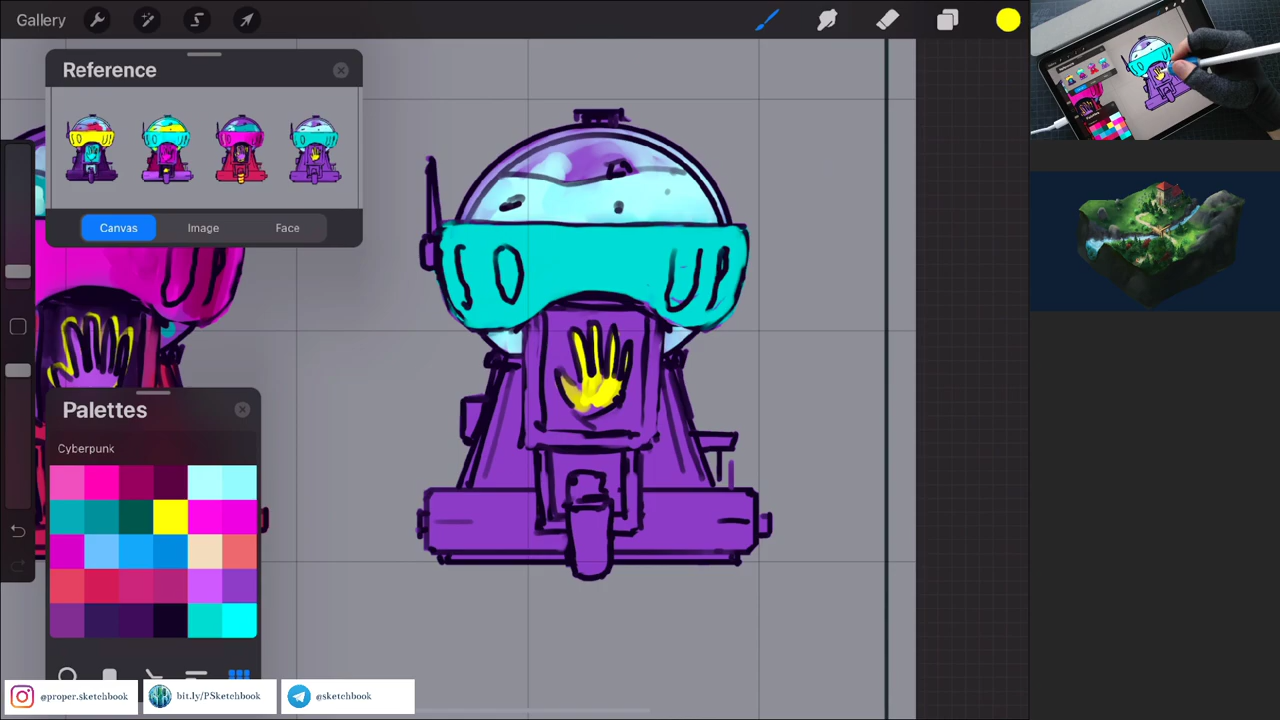 Gallery
Reference
Canvas
Image
Face
Palettes
Cyberpunk
@proper.sketchbook
bit.ly/PSketchbook
@sketchbook